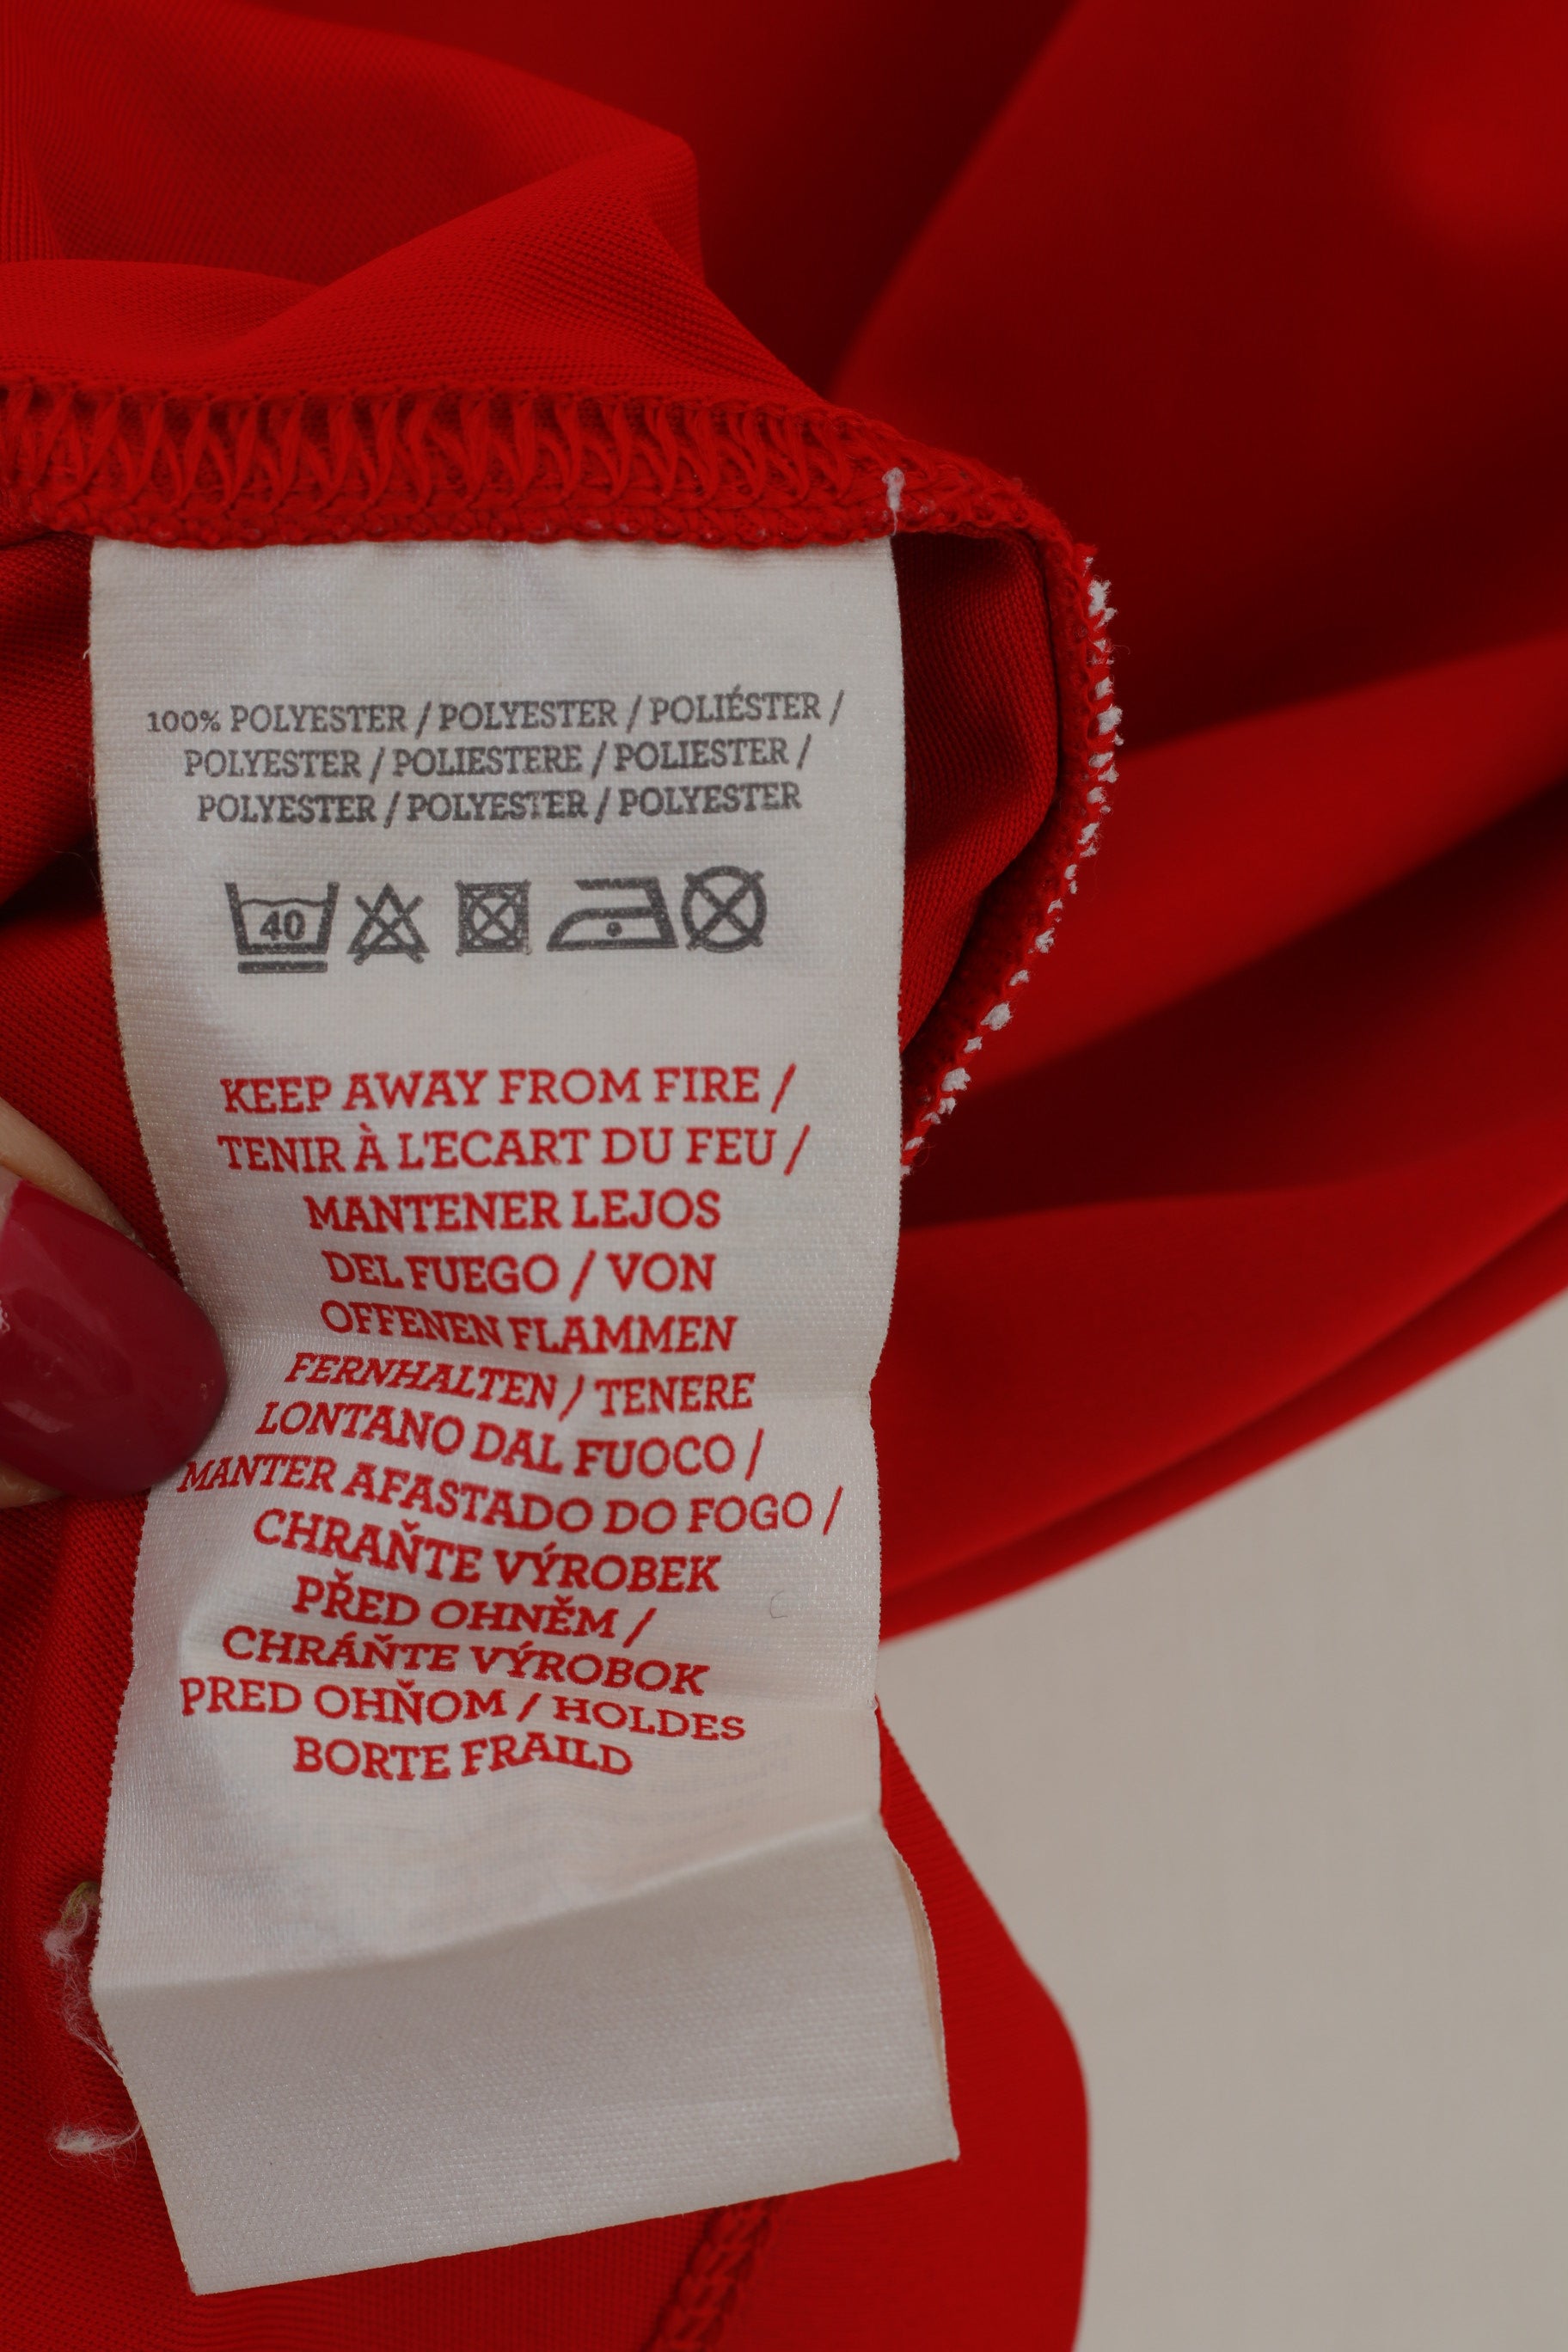 100% POLYESTER / POLYESTER / POLIÉSTER /
POLYESTER / POLIESTERE / POLIESTER /
POLYESTER / POLYESTER / POLYESTER
40
KEEP AWAY FROM FIRE /
TENIR À L'ECART DU FEU /
MANTENER LEJOS
DEL FUEGO / VON
OFFENEN FLAMMEN
FERNHALTEN / TENERE
LONTANO DAL FUOCO /
MANTER AFASTADO DO FOGO /
CHRAŇTE VÝROBEK
PŘED OHNĚM /
CHRÁŇTE VÝROBOK
PRED OHŇOM / HOLDES
BORTE FRAILD